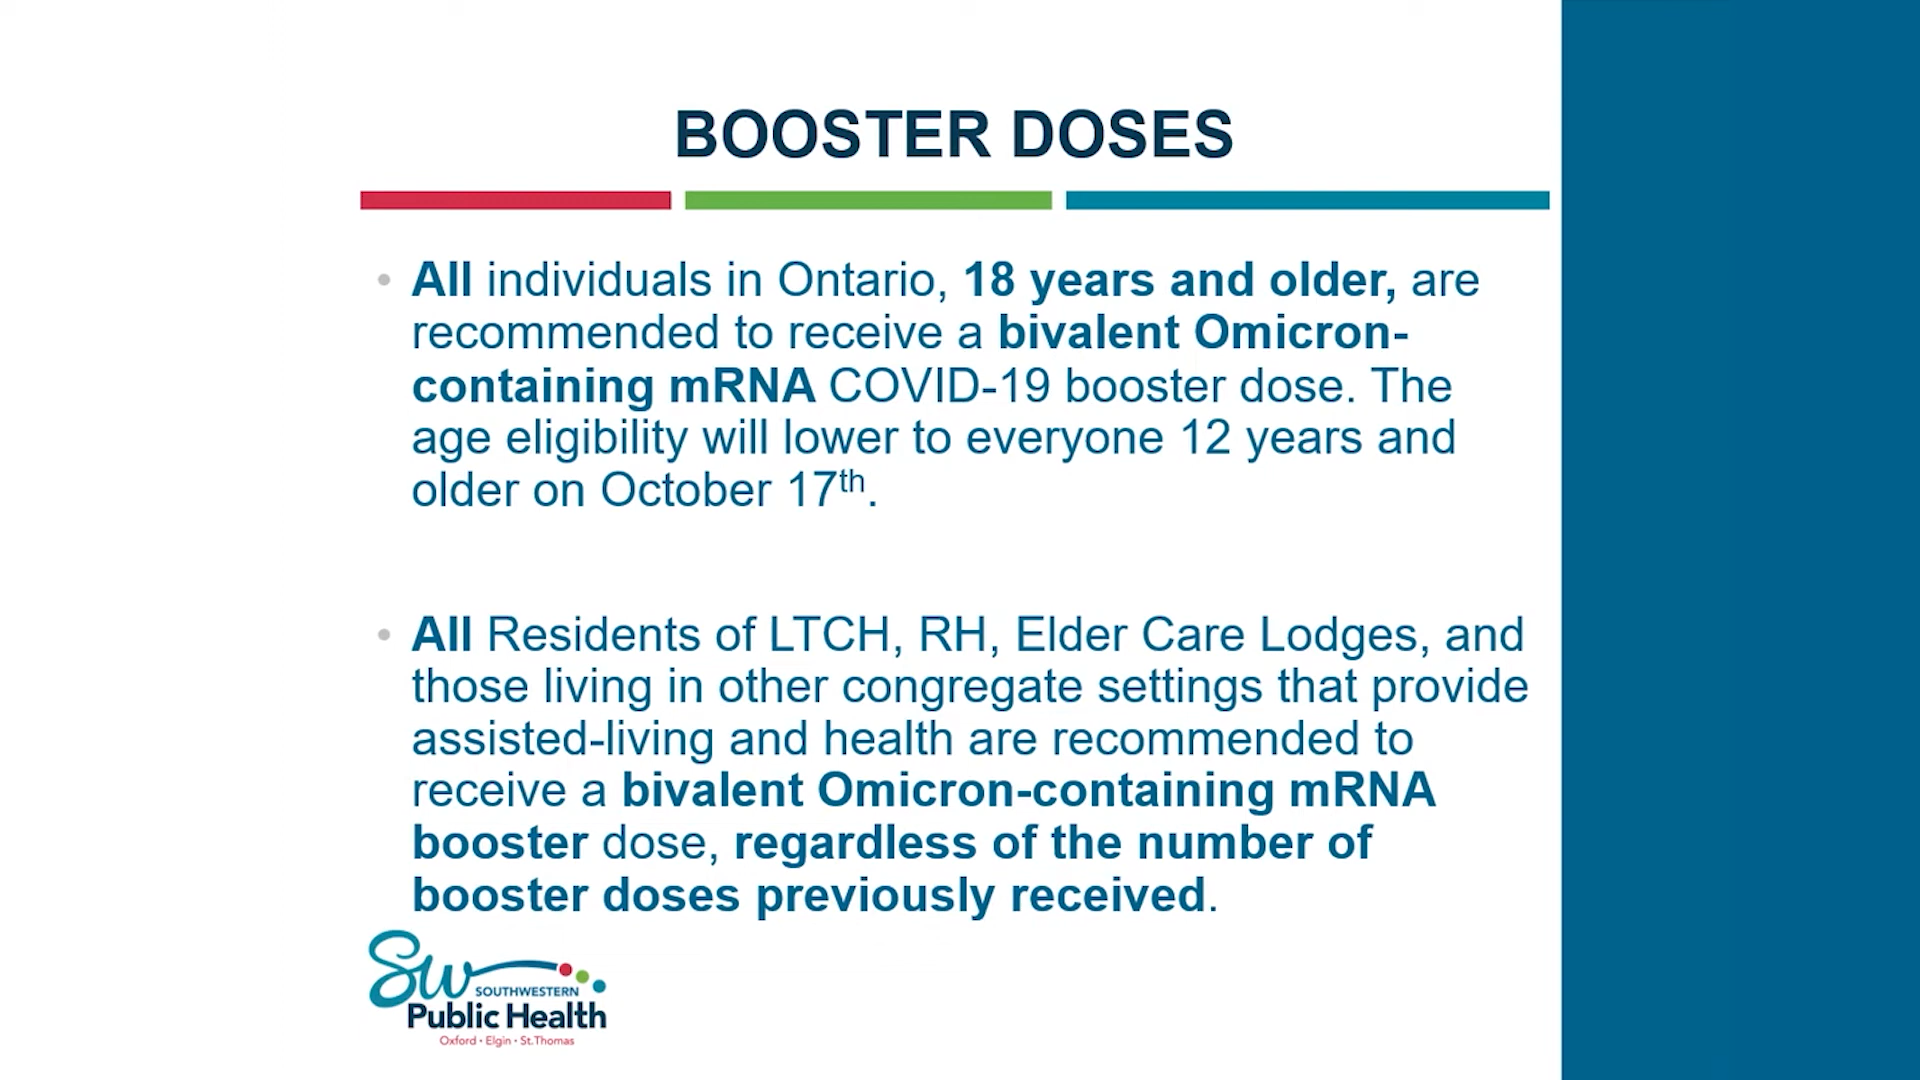 BOOSTER DOSES
• All individuals in Ontario, 18 years and older, are
recommended to receive a bivalent Omicron-
containing mRNA COVID-19 booster dose. The
age eligibility will lower to everyone 12 years and
older on October 17th.
• All Residents of LTCH, RH, Elder Care Lodges, and
those living in other congregate settings that provide
assisted-living and health are recommended to
receive a bivalent Omicron-containing mRNA
booster dose, regardless of the number of
booster doses previously received.
Sw
SOUTHWESTERN
Public Health
Oxford • Elgin • St.Thomas